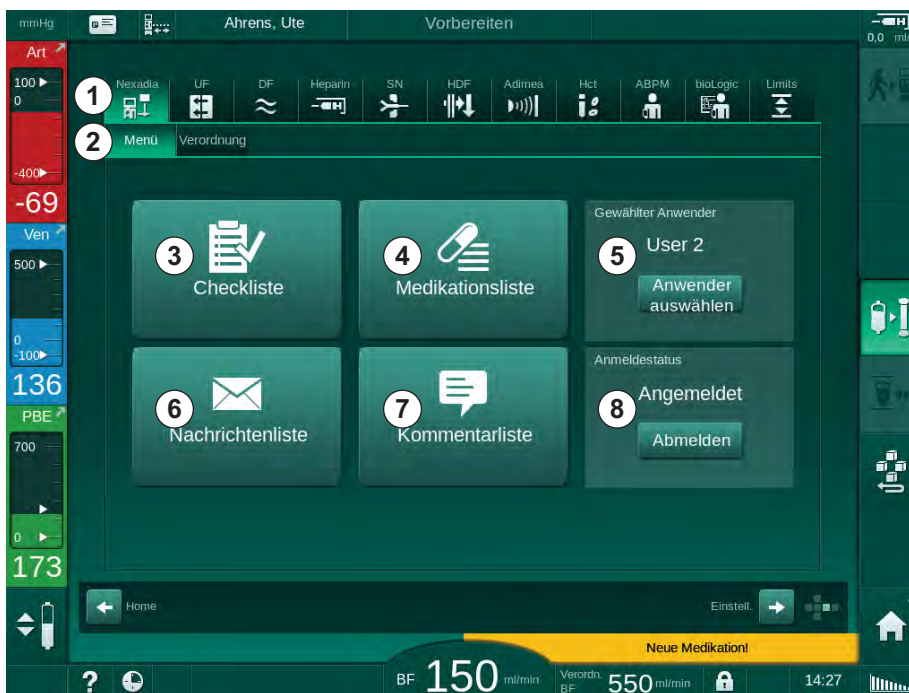 mmHg
Ahrens, Ute
Vorbereiten
0,0 ml/
Art
100
0
-400
-69
Ven
500
0
-100
136
PBE
700
0
173
1
Nexadia
UF
DF
Heparin
SN
HDF
Adimea
Hct
ABPM
bioLogic
Limits
2
Menü
Verordnung
3
Checkliste
4
Medikationsliste
Gewählter Anwender
5
User 2
Anwender
auswählen
6
Nachrichtenliste
7
Kommentarliste
Anmeldestatus
8
Angemeldet
Abmelden
Home
Einstell.
Neue Medikation!
?
BF 150 ml/min
Verordn.
BF 550 ml/min
14:27